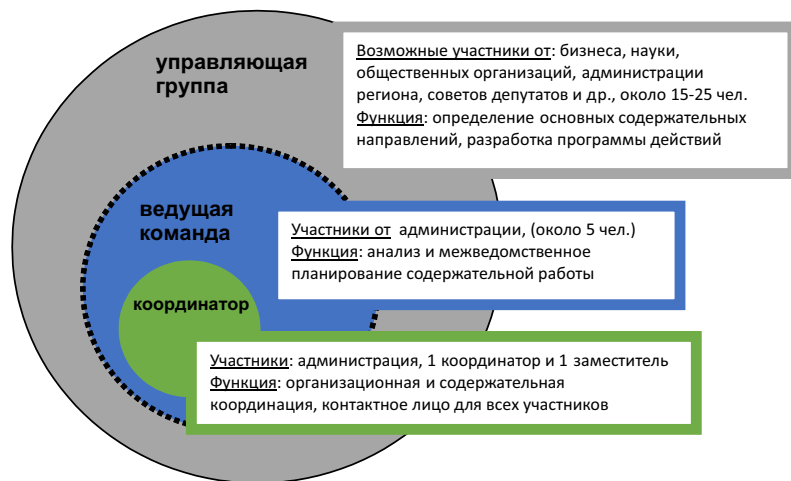 управляющая
группа
Возможные участники от: бизнеса, науки,
общественных организаций, администрации
региона, советов депутатов и др., около 15-25 чел.
Функция: определение основных содержательных
направлений, разработка программы действий
ведущая
команда
Участники от администрации, (около 5 чел.)
Функция: анализ и межведомственное
планирование содержательной работы
координатор
Участники: администрация, 1 координатор и 1 заместитель
Функция: организационная и содержательная
координация, контактное лицо для всех участников